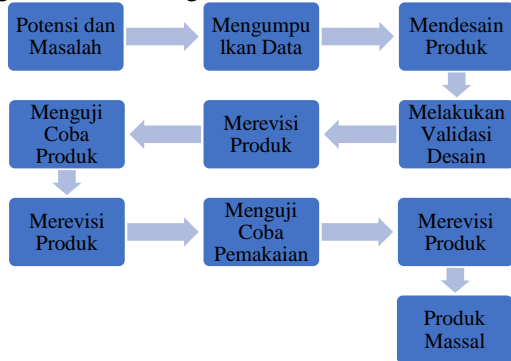 Potensi dan
Masalah
Mengumpu
lkan Data
Mendesain
Produk
Melakukan
Validasi
Desain
Merevisi
Produk
Menguji
Coba
Produk
Merevisi
Produk
Menguji
Coba
Pemakaian
Merevisi
Produk
Produk
Massal